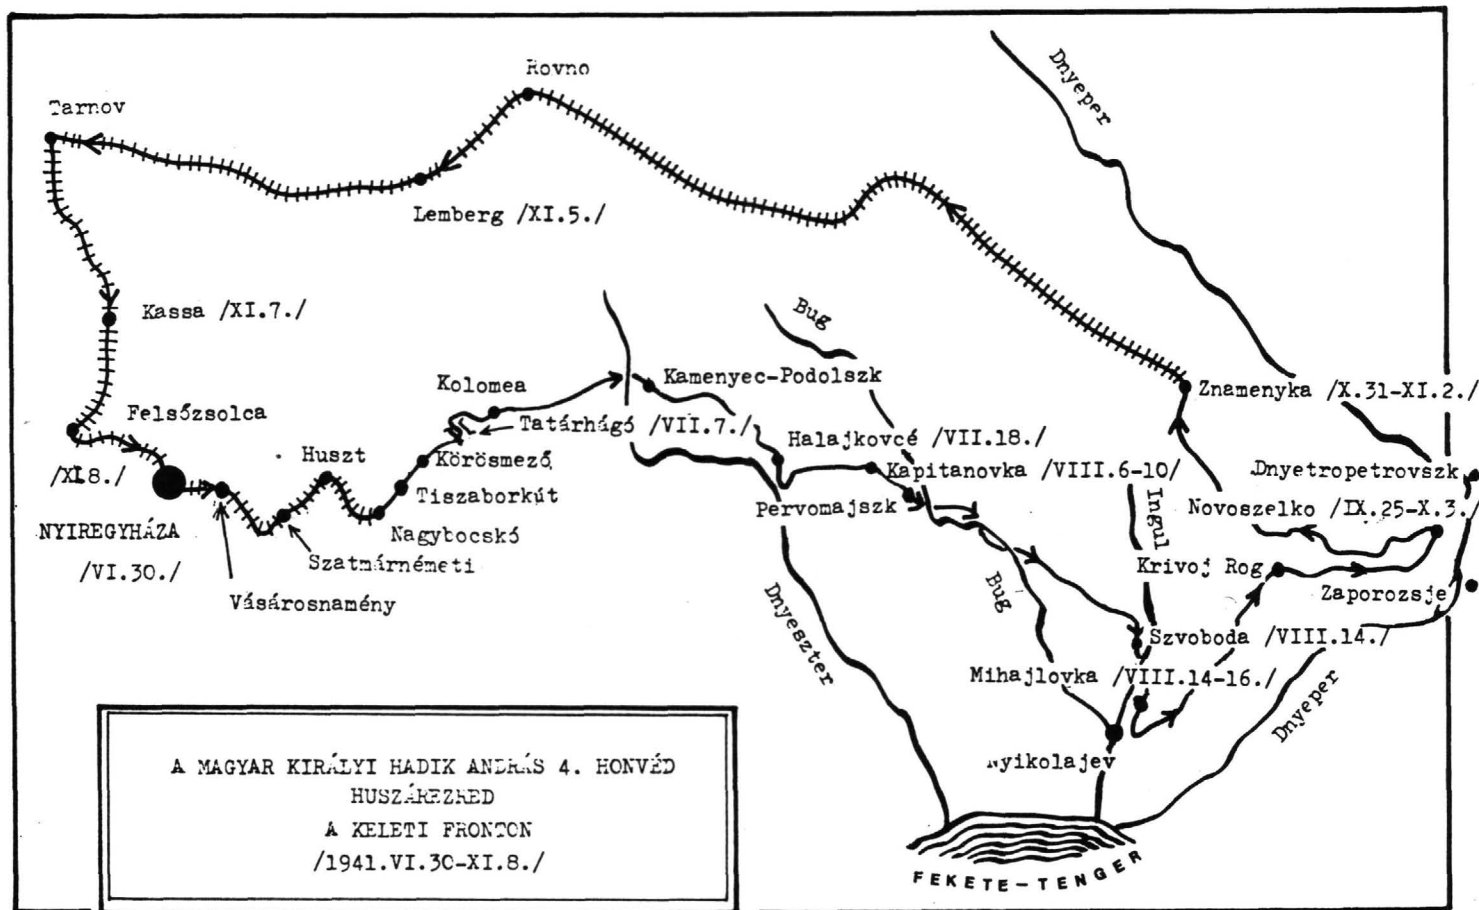 Rovno
Tarnov
Dnyeper
Lemberg /XI.5./
Kassa /XI.7./
Bug
Kolomea
Kamenyec-Podolszk
Znamenyka /X.31-XI.2./
Felsőzsolca
/XI.8./
Tatárhágó /VII.7./
Huszt
Körösmező
Halajkovcé /VII.18./
Kapitanovka /VIII.6-10/
Dnyetropetrovszk
Tiszaborkút
Pervomajszk
Ingul
Novoszelko /IX.25-X.3./
NYIREGYHÁZA
/VI.30./
Nagybocskó
Szatmárnémeti
Vásárosnamény
Krivoj Rog
Zaporozsje
Bug
Dnyeszter
Szvoboda /VIII.14./
Mihajlovka /VIII.14-16./
Dnyeper
Nyikolajev
FEKETE-TENGER
A MAGYAR KIRÁLYI HADIK ANDRÁS 4. HONVÉD
HUSZÁREZRED
A KELETI FRONTON
/1941.VI.30-XI.8./